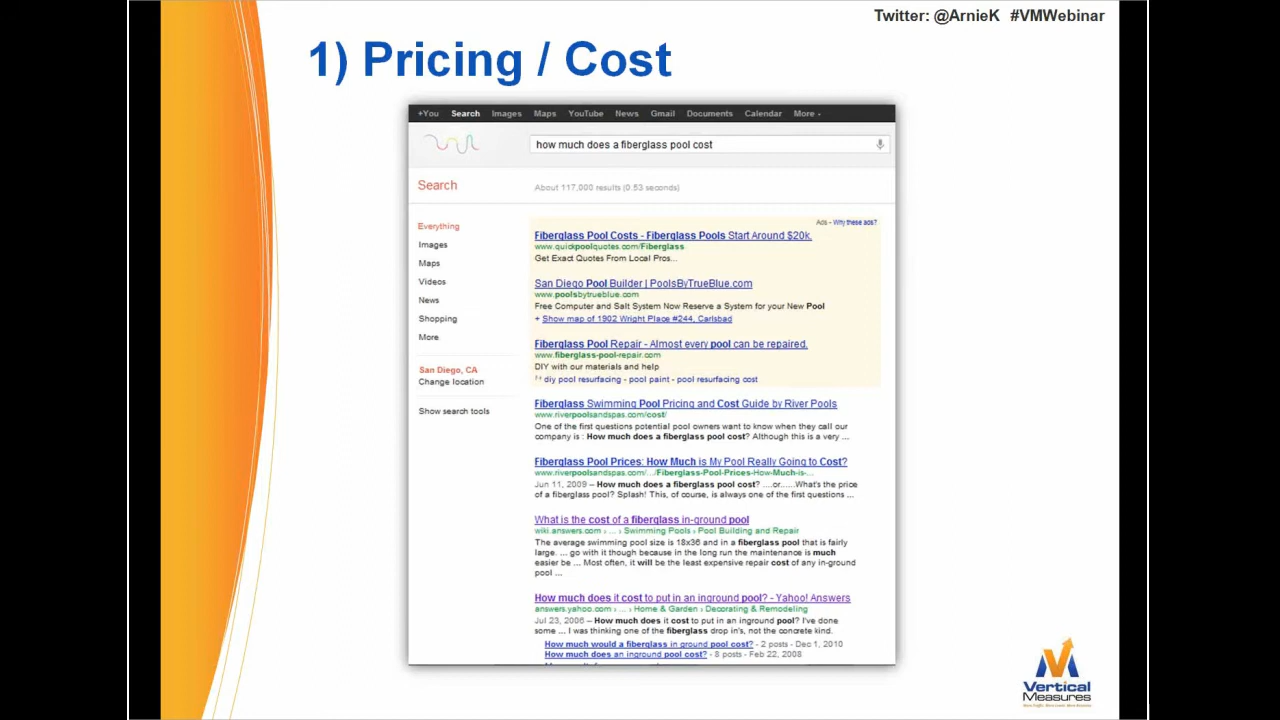 Twitter: @ArnieK #VMWebinar
1) Pricing / Cost
+You Search Images Maps YouTube News Gmail Documents Calendar More
how much does a fiberglass pool cost
Search
About 117,000 results (0.53 seconds)
Everything
Images
Maps
Videos
News
Shopping
More
San Diego, CA
Change location
Show search tools
Ads - Why these ads?
Fiberglass Pool Costs - Fiberglass Pools Start Around $20k.
www.quickpoolquotes.com/Fiberglass
Get Exact Quotes From Local Pros...
San Diego Pool Builder | PoolsByTrueBlue.com
www.poolsbytrueblue.com
Free Computer and Salt System Now Reserve a System for your New Pool
+ Show map of 1902 Wright Place #244, Carlsbad
Fiberglass Pool Repair - Almost every pool can be repaired.
www.fiberglass-pool-repair.com
DIY with our materials and help
diy pool resurfacing - pool paint - pool resurfacing cost
Fiberglass Swimming Pool Pricing and Cost Guide by River Pools
www.riverpoolsandspas.com/cost/
One of the first questions potential pool owners want to know when they call our
company is : How much does a fiberglass pool cost? Although this is a very ...
Fiberglass Pool Prices: How Much is My Pool Really Going to Cost?
www.riverpoolsandspas.com/.../Fiberglass-Pool-Prices-How-Much-is-...
Jun 11, 2009 – How much does a fiberglass pool cost? ....or......What's the price
of a fiberglass pool? Splash! This, of course, is always one of the first questions ...
What is the cost of a fiberglass in-ground pool
wiki.answers.com › ... › Swimming Pools › Pool Building and Repair
The average swimming pool size is 18x36 and in a fiberglass pool that is fairly
large. ... go with it though because in the long run the maintenance is much
easier be ... Most often, it will be the least expensive repair cost of any in-ground
pool ...
How much does it cost to put in an inground pool? - Yahoo! Answers
answers.yahoo.com › ... › Home & Garden › Decorating & Remodeling
Jul 23, 2006 – How much does it cost to put in an inground pool? I've done
some ... I was thinking one of the fiberglass drop in's, not the concrete kind.
How much would a fiberglass in ground pool cost? - 2 posts - Dec 1, 2010
How much does an inground pool cost? - 8 posts - Feb 22, 2008
Vertical
Measures